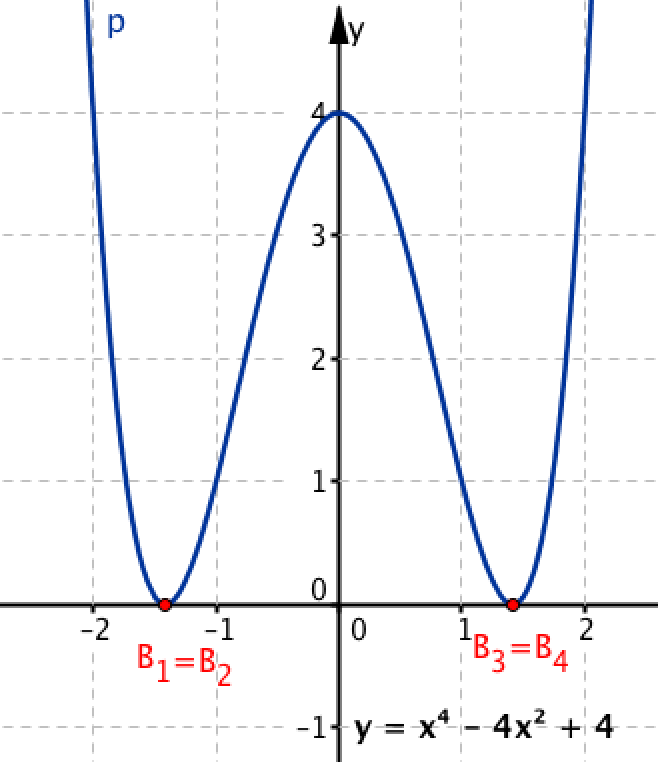 p
y
4
3
2
1
0
–2 –1 0 1 2
B₁=B₂ B₃=B₄
–1
y = x⁴ – 4x² + 4